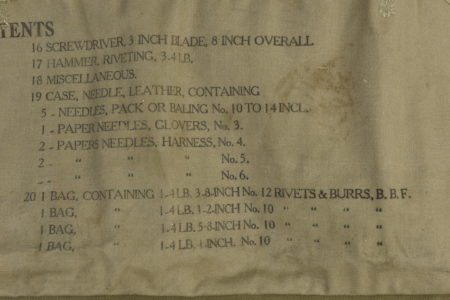 TENTS
16 SCREWDRIVER, 3 INCH BLADE, 8 INCH OVERALL
17 HAMMER, RIVETING, 3-4 LB.
18 MISCELLANEOUS.
19 CASE, NEEDLE, LEATHER, CONTAINING
5 - NEEDLES, PACK OR BALING No. 10 TO 14 INCL.
1 - PAPER NEEDLES, GLOVERS, No. 3.
2 - PAPERS NEEDLES, HARNESS, No. 4.
2 - " " " No. 5.
" " " No. 6.
20 1 BAG, CONTAINING 1-4 LB. 3-8-INCH No. 12 RIVETS & BURRS, B. B. F.
1 BAG, " 1-4 LB. 1-2-INCH No. 10 " " " "
1 BAG, " 1-4 LB. 5-8-INCH No. 10 " " " "
1 BAG, " 1-4 LB. 1-INCH. No. 10 " " " "